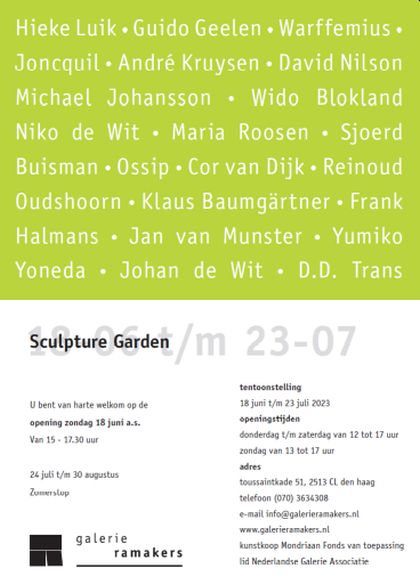 Hieke Luik • Guido Geelen • Warffemius •
Joncquil • André Kruysen • David Nilson
Michael Johansson • Wido Blokland
Niko de Wit • Maria Roosen • Sjoerd
Buisman • Ossip • Cor van Dijk • Reinoud
Oudshoorn • Klaus Baumgärtner • Frank
Halmans • Jan van Munster • Yumiko
Yoneda • Johan de Wit • D.D. Trans
18-06 t/m 23-07
Sculpture Garden
U bent van harte welkom op de
opening zondag 18 juni a.s.
Van 15 - 17.30 uur
24 juli t/m 30 augustus
Zomerstop
galerie
ramakers
tentoonstelling
18 juni t/m 23 juli 2023
openingstijden
donderdag t/m zaterdag van 12 tot 17 uur
zondag van 13 tot 17 uur
adres
toussaintkade 51, 2513 CL den haag
telefoon (070) 3634308
e-mail info@galerieramakers.nl
www.galerieramakers.nl
kunstkoop Mondriaan Fonds van toepassing
lid Nederlandse Galerie Associatie